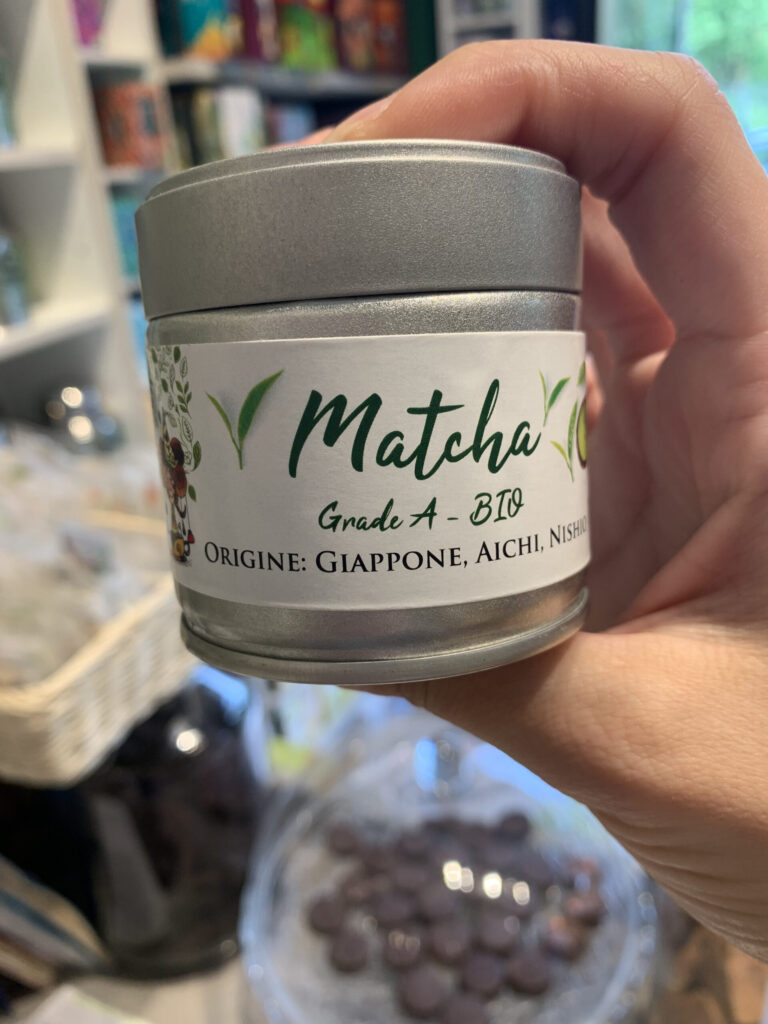 Matcha
Grade A - BIO
ORIGINE: GIAPPONE, AICHI, NISHIO